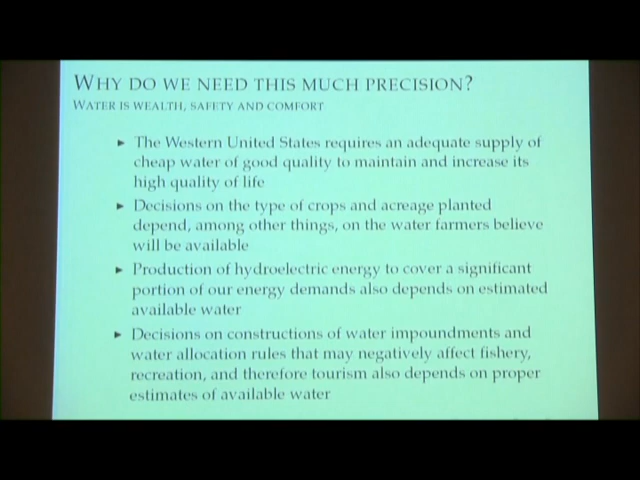 WHY DO WE NEED THIS MUCH PRECISION?
WATER IS WEALTH, SAFETY AND COMFORT
► The Western United States requires an adequate supply of
cheap water of good quality to maintain and increase its
high quality of life
► Decisions on the type of crops and acreage planted
depend, among other things, on the water farmers believe
will be available
► Production of hydroelectric energy to cover a significant
portion of our energy demands also depends on estimated
available water
► Decisions on constructions of water impoundments and
water allocation rules that may negatively affect fishery,
recreation, and therefore tourism also depends on proper
estimates of available water